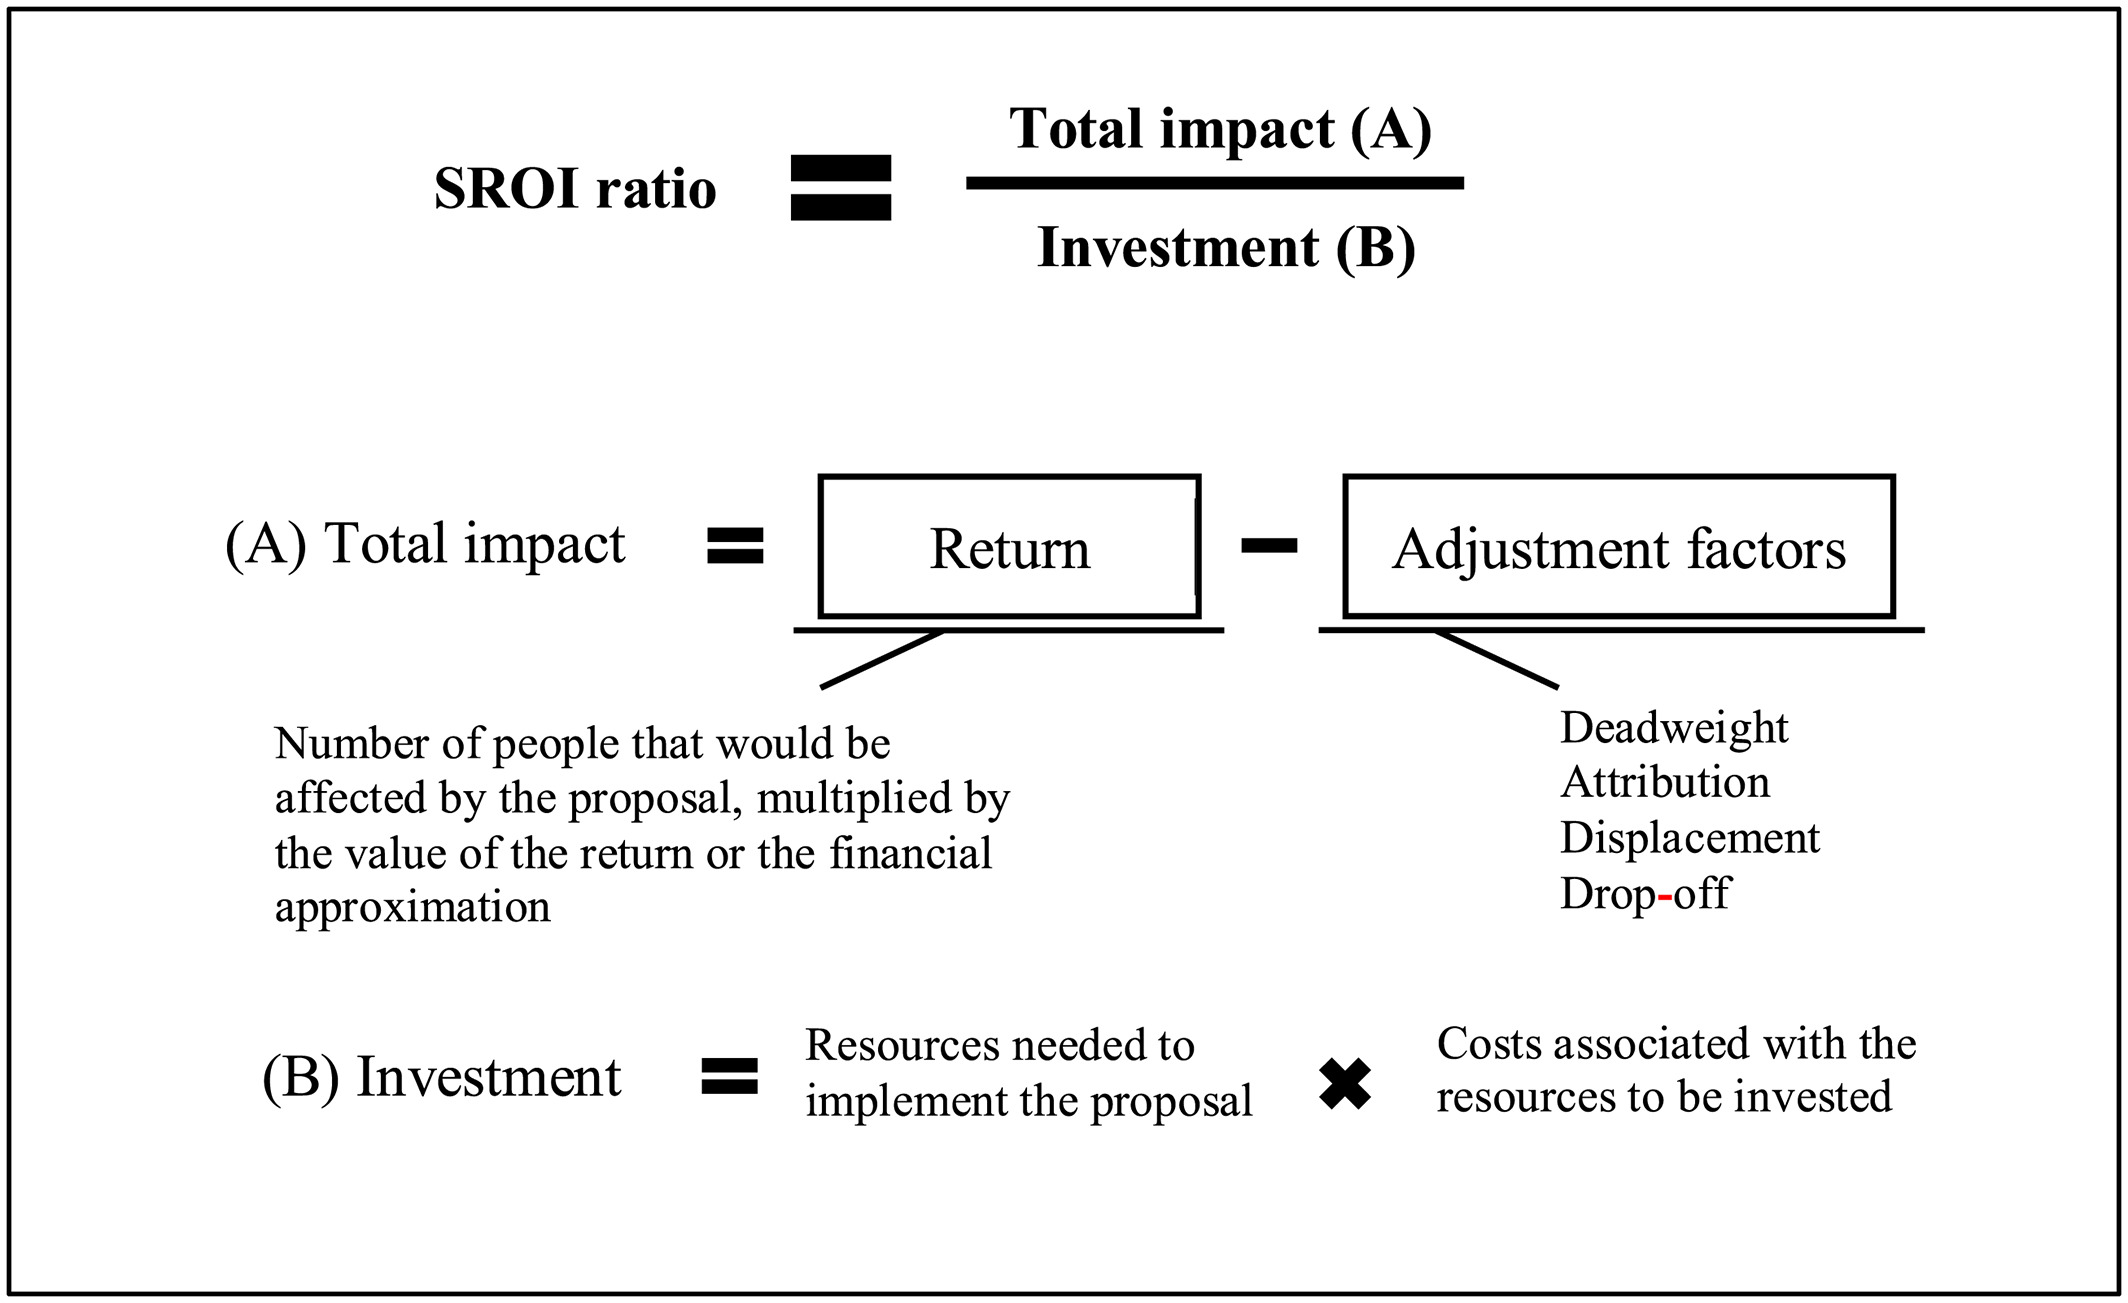 SROI ratio = Total impact (A)
Investment (B)
(A) Total impact = Return − Adjustment factors
Number of people that would be
affected by the proposal, multiplied by
the value of the return or the financial
approximation
Deadweight
Attribution
Displacement
Drop-off
(B) Investment = Resources needed to
implement the proposal
✖
Costs associated with the
resources to be invested